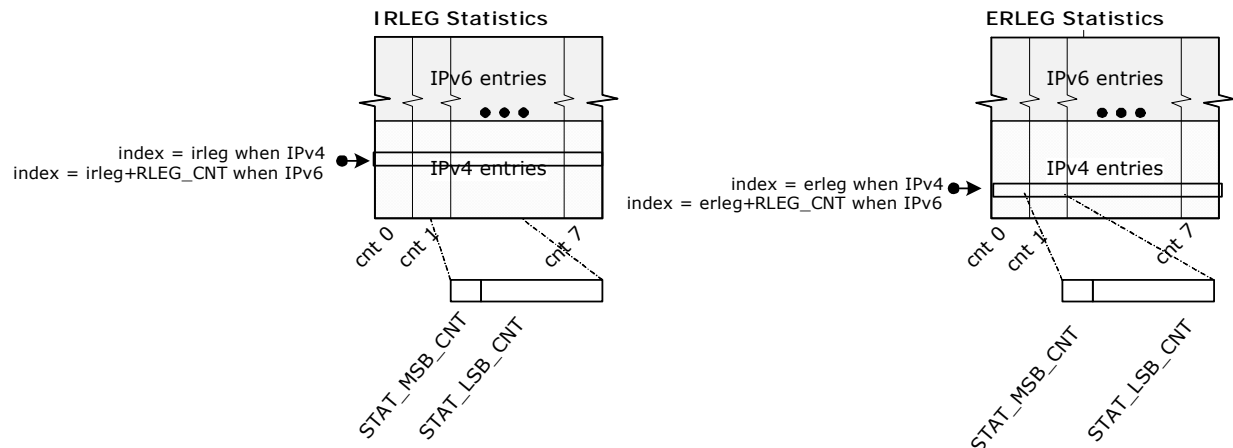 IRLEG Statistics
IPv6 entries
index = irleg when IPv4
index = irleg+RLEG_CNT when IPv6
IPv4 entries
cnt 0
cnt 1
cnt 7
STAT_MSB_CNT
STAT_LSB_CNT
ERLEG Statistics
IPv6 entries
IPv4 entries
index = erleg when IPv4
index = erleg+RLEG_CNT when IPv6
cnt 0
cnt 1
cnt 7
STAT_MSB_CNT
STAT_LSB_CNT